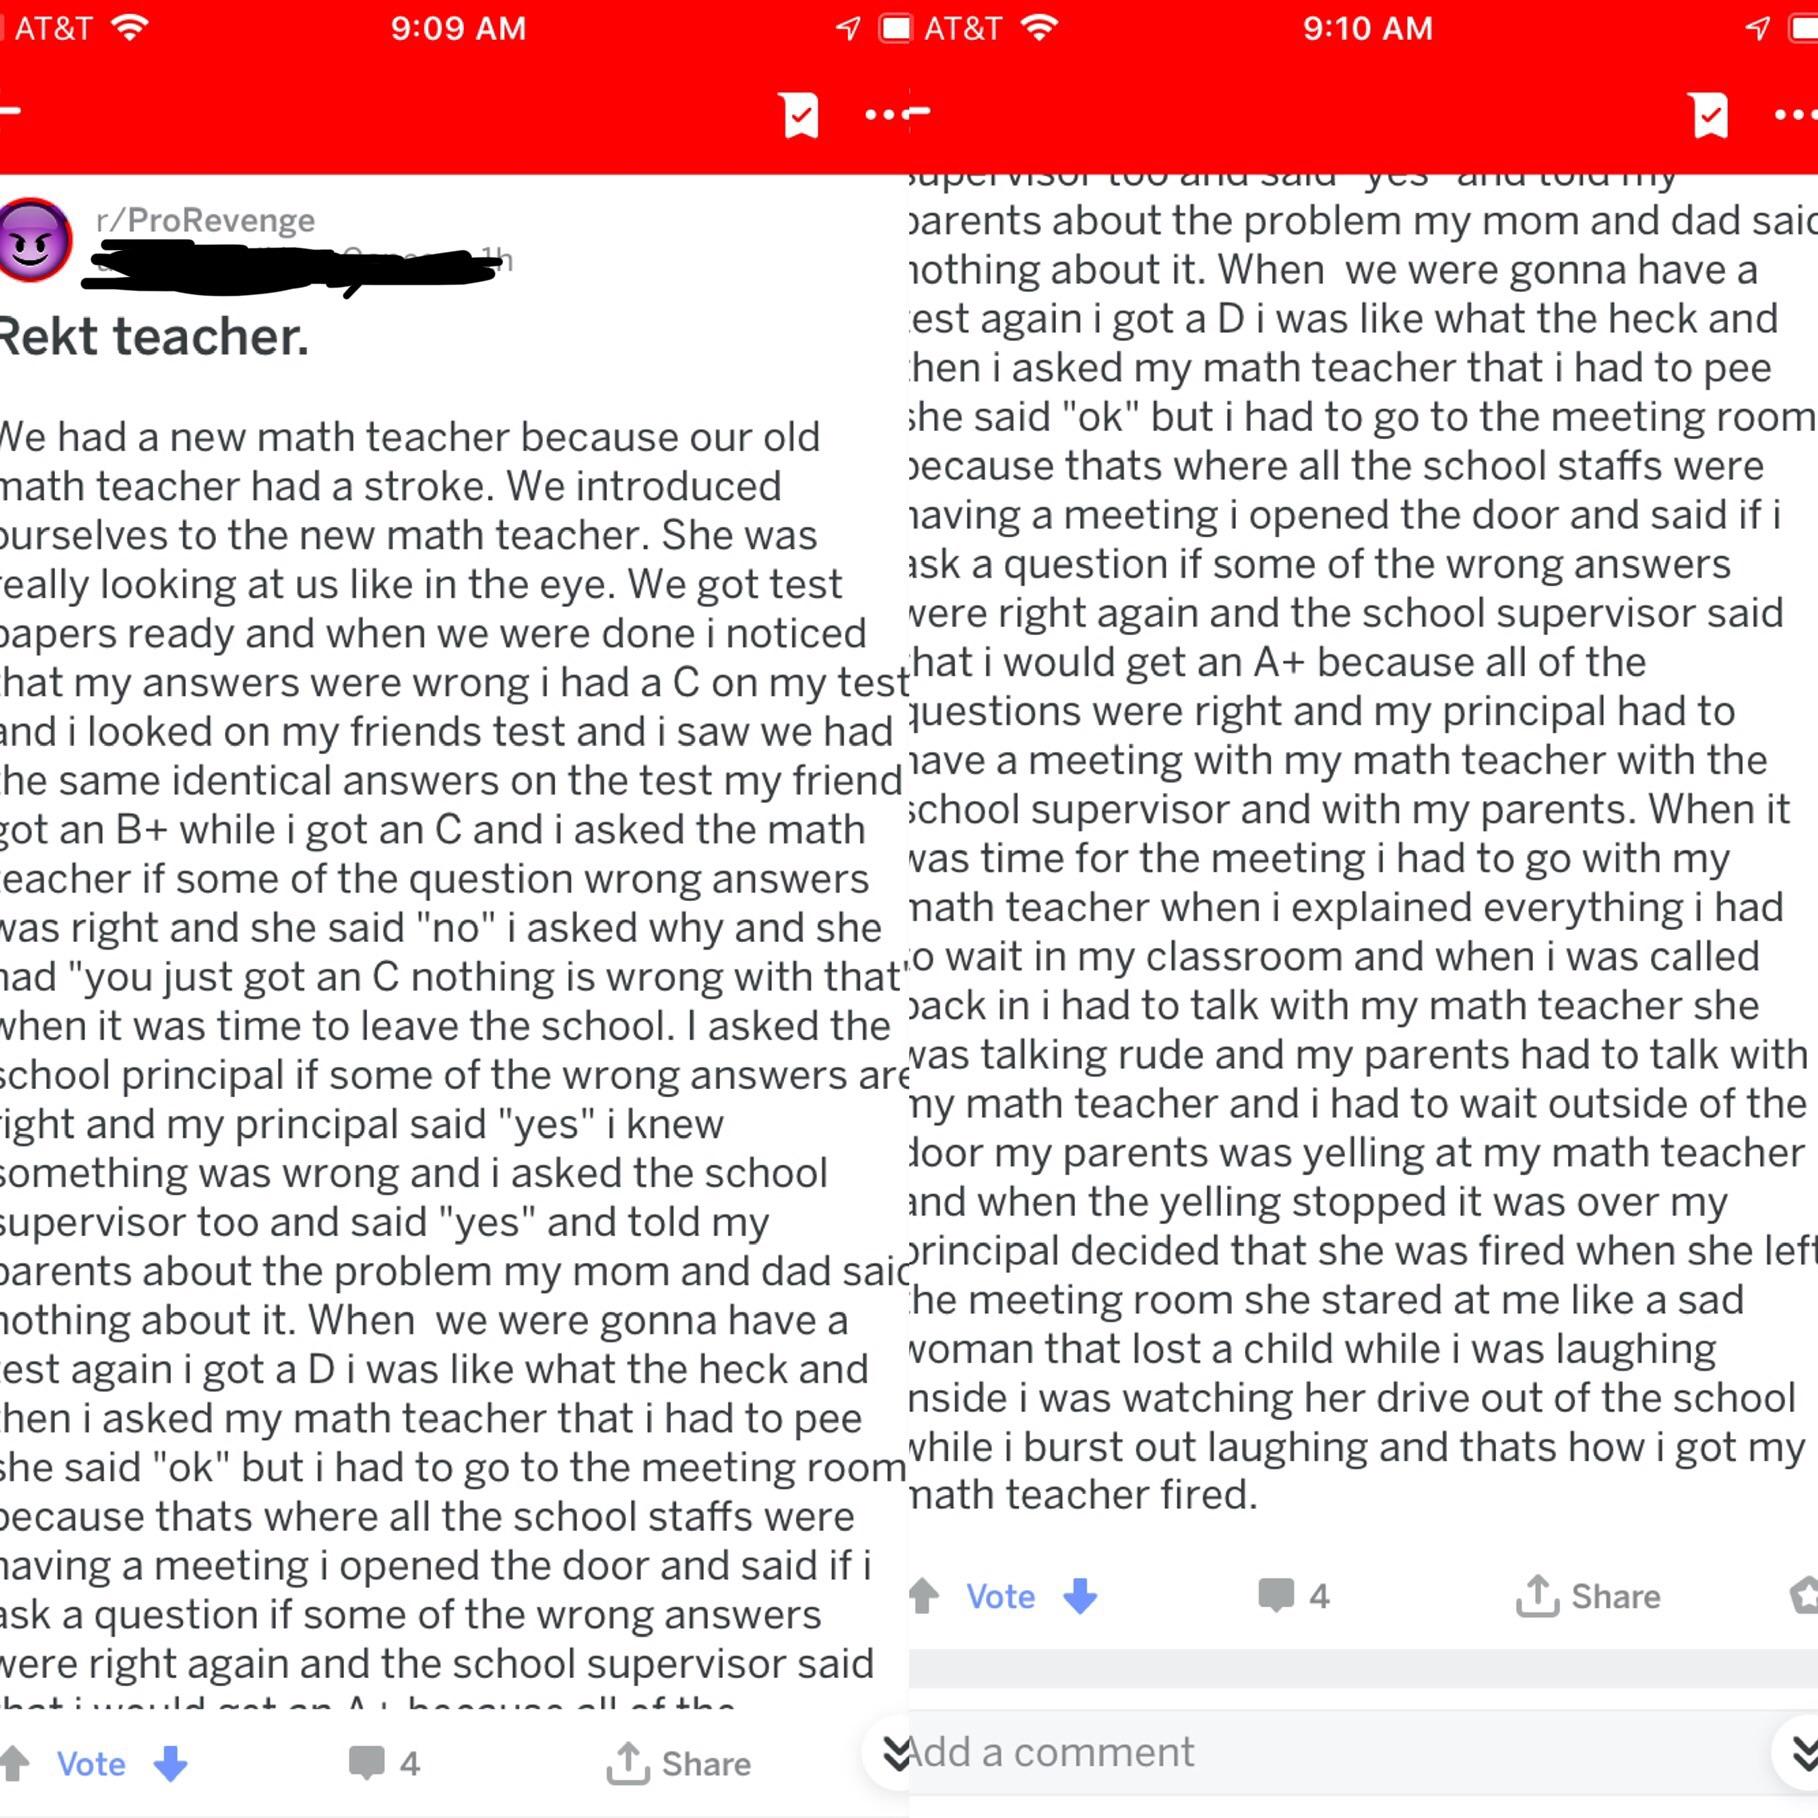 AT&T 9:09 AM
r/ProRevenge
1h
Rekt teacher.
We had a new math teacher because our old
math teacher had a stroke. We introduced
ourselves to the new math teacher. She was
really looking at us like in the eye. We got test
papers ready and when we were done i noticed
that my answers were wrong i had a C on my test
and i looked on my friends test and i saw we had
the same identical answers on the test my friend
got an B+ while i got an C and i asked the math
teacher if some of the question wrong answers
was right and she said "no" i asked why and she
had "you just got an C nothing is wrong with that"
when it was time to leave the school. I asked the
school principal if some of the wrong answers are
right and my principal said "yes" i knew
something was wrong and i asked the school
supervisor too and said "yes" and told my
parents about the problem my mom and dad said
nothing about it. When  we were gonna have a
test again i got a D i was like what the heck and
then i asked my math teacher that i had to pee
she said "ok" but i had to go to the meeting room
because thats where all the school staffs were
having a meeting i opened the door and said if i
ask a question if some of the wrong answers
were right again and the school supervisor said
that i would get an A+ because all of the
Vote 4 Share
AT&T 9:10 AM
supervisor too and said "yes" and told my
parents about the problem my mom and dad said
nothing about it. When  we were gonna have a
test again i got a D i was like what the heck and
then i asked my math teacher that i had to pee
she said "ok" but i had to go to the meeting room
because thats where all the school staffs were
having a meeting i opened the door and said if i
ask a question if some of the wrong answers
were right again and the school supervisor said
that i would get an A+ because all of the
questions were right and my principal had to
have a meeting with my math teacher with the
school supervisor and with my parents. When it
was time for the meeting i had to go with my
math teacher when i explained everything i had
to wait in my classroom and when i was called
back in i had to talk with my math teacher she
was talking rude and my parents had to talk with
my math teacher and i had to wait outside of the
door my parents was yelling at my math teacher
and when the yelling stopped it was over my
principal decided that she was fired when she left
the meeting room she stared at me like a sad
woman that lost a child while i was laughing
inside i was watching her drive out of the school
while i burst out laughing and thats how i got my
math teacher fired.
Vote 4 Share
Add a comment